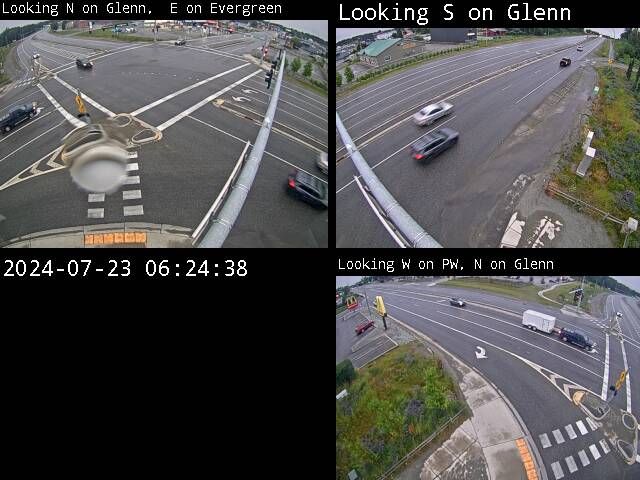 Looking N on Glenn,  E on Evergreen
Looking S on Glenn
2024-07-23 06:24:38
Looking W on PW, N on Glenn